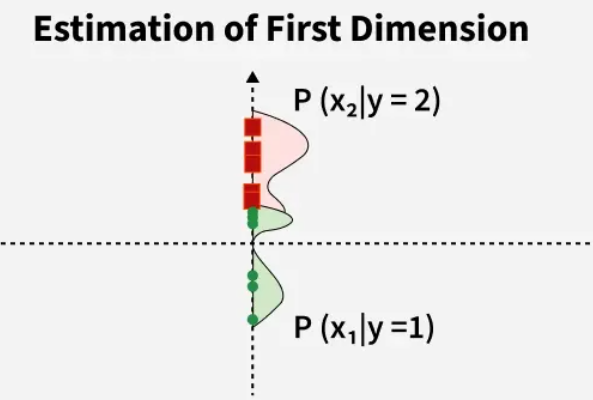 Estimation of First Dimension
P (x₂|y = 2)
P (x₁|y =1)